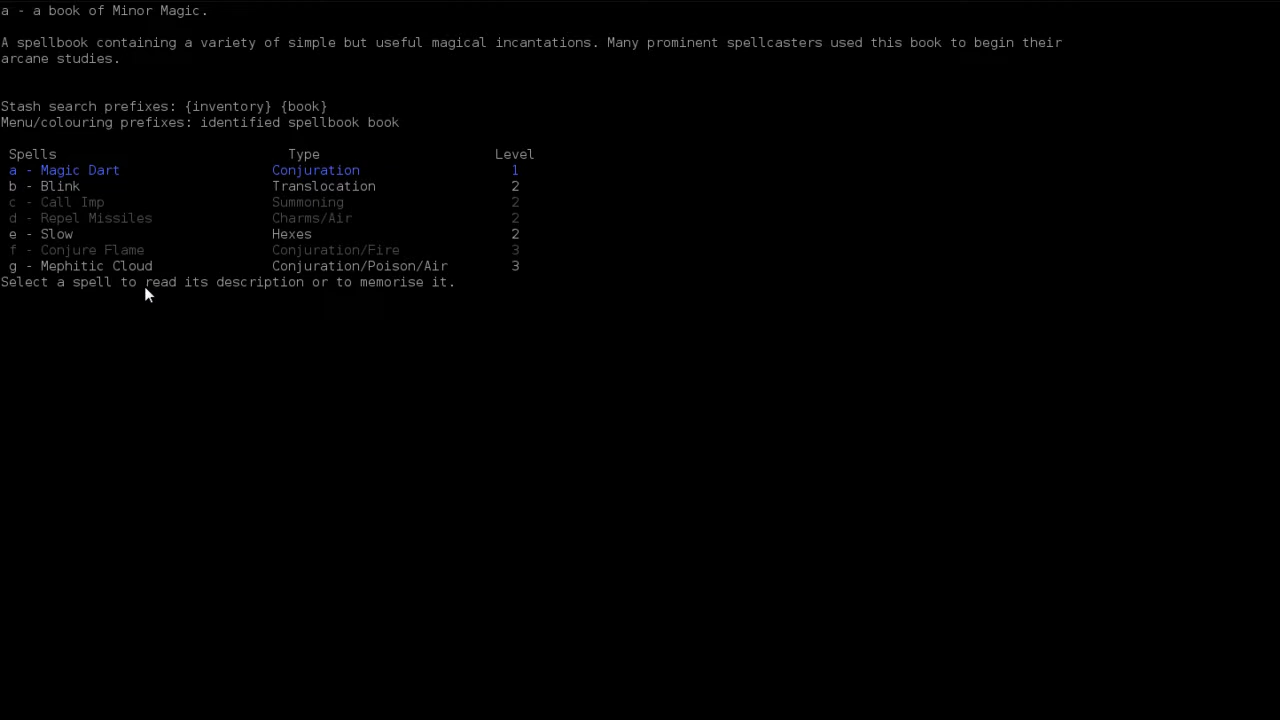 a - a book of Minor Magic.
A spellbook containing a variety of simple but useful magical incantations. Many prominent spellcasters used this book to begin their
arcane studies.
Stash search prefixes: {inventory} {book}
Menu/colouring prefixes: identified spellbook book
Spells Type Level
a - Magic Dart Conjuration 1
b - Blink Translocation 2
c - Call Imp Summoning 2
d - Repel Missiles Charms/Air 2
e - Slow Hexes 2
f - Conjure Flame Conjuration/Fire 3
g - Mephitic Cloud Conjuration/Poison/Air 3
Select a spell to read its description or to memorise it.